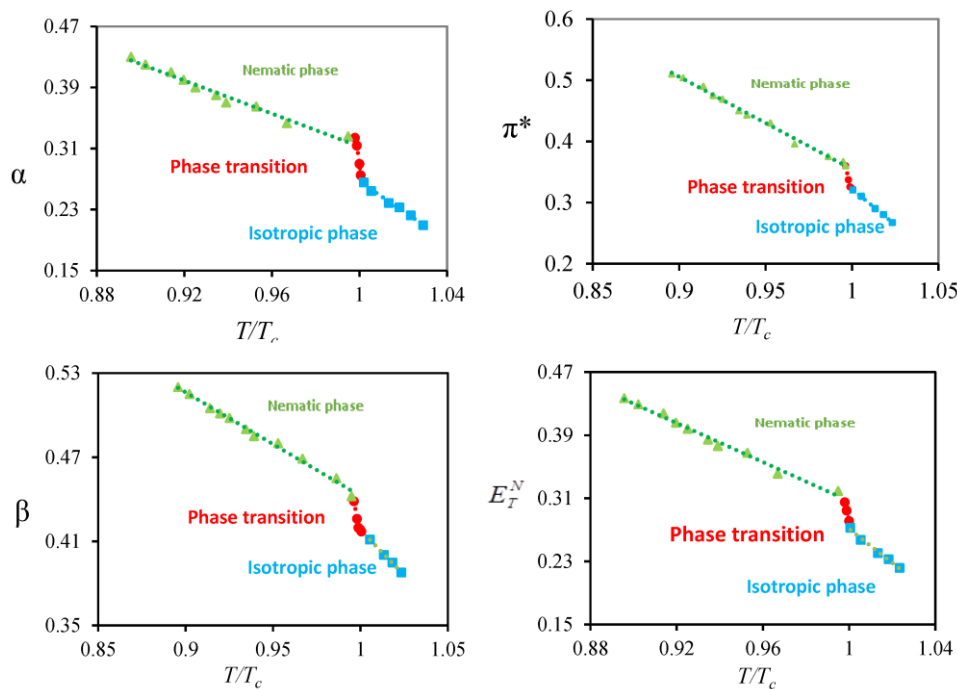 0.47
0.39
0.31
0.23
0.15
α
Nematic phase
Phase transition
Isotropic phase
0.88
0.92
0.96
1
1.04
T/Tc
0.6
0.5
0.4
0.3
0.2
π*
Nematic phase
Phase transition
Isotropic phase
0.85
0.9
0.95
1
1.05
T/Tc
0.53
0.47
0.41
0.35
β
Nematic phase
Phase transition
Isotropic phase
0.85
0.9
0.95
1
1.05
T/Tc
0.47
0.39
0.31
0.23
0.15
E_T^N
Nematic phase
Phase transition
Isotropic phase
0.88
0.92
0.96
1
1.04
T/Tc